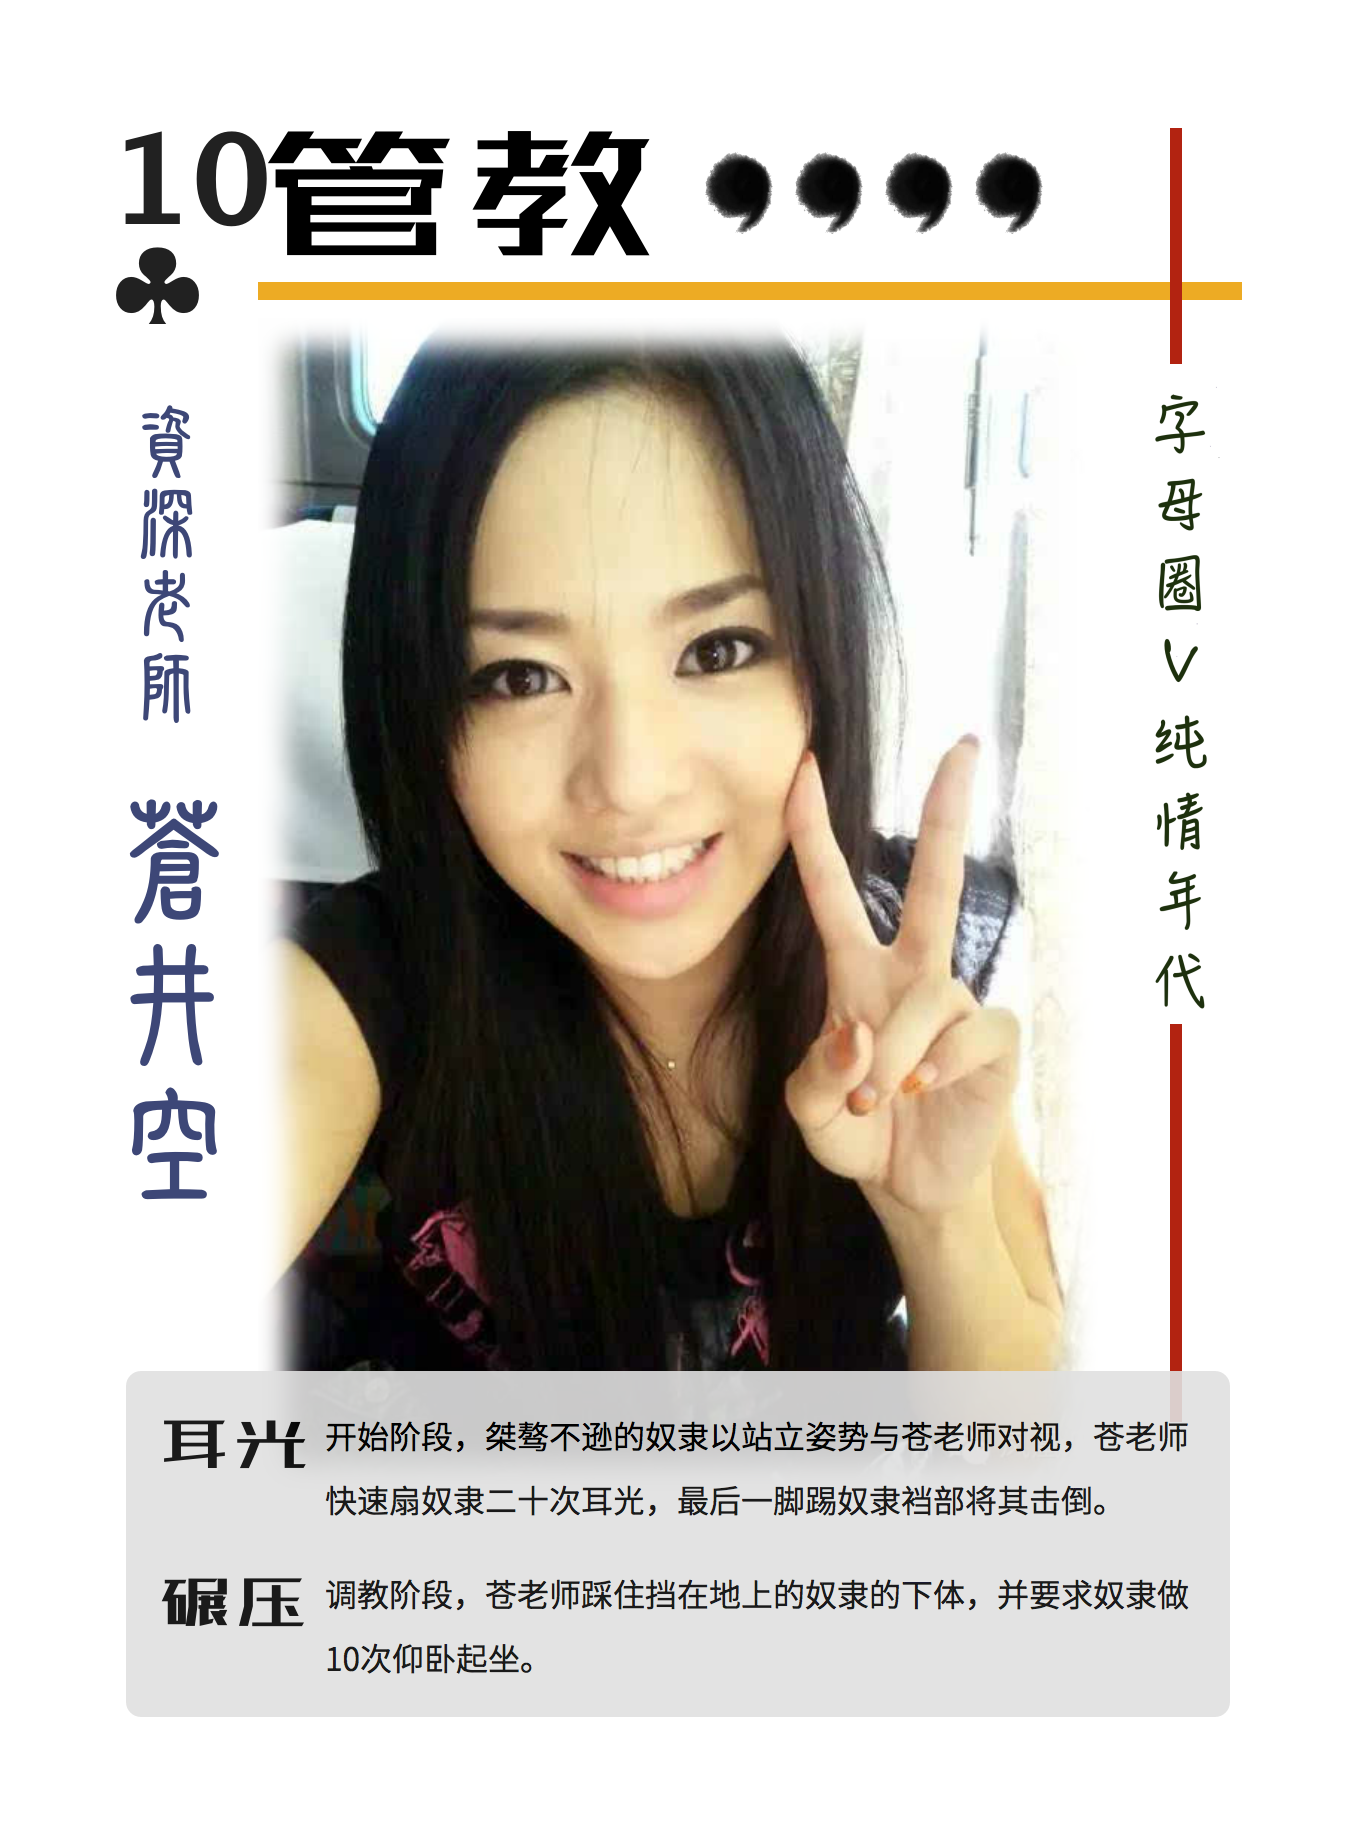 10管教
資深老師
蒼井空
字母圈V纯情年代
耳光
开始阶段，桀骜不逊的奴隶以站立姿势与苍老师对视，苍老师
快速扇奴隶二十次耳光，最后一脚踢奴隶裆部将其击倒。
碾压
调教阶段，苍老师踩住挡在地上的奴隶的下体，并要求奴隶做
10次仰卧起坐。